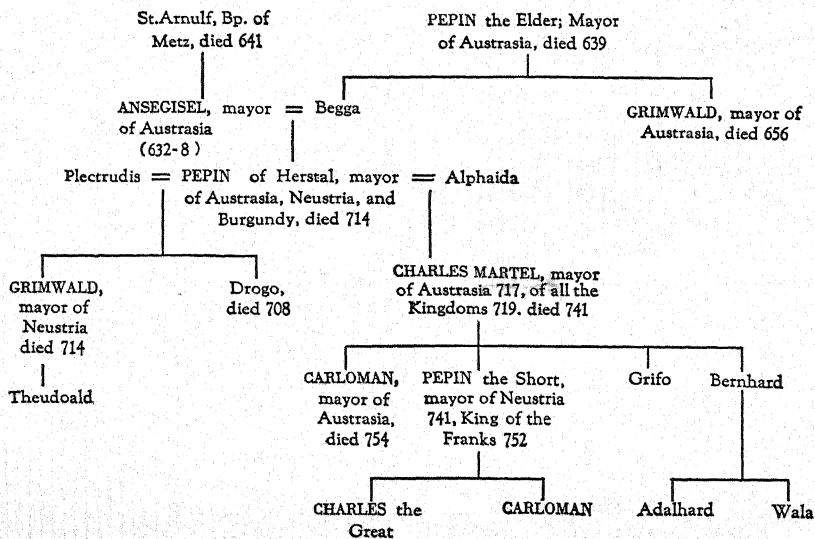 St.Arnulf, Bp. of
Metz, died 641
PEPIN the Elder; Mayor
of Austrasia, died 639
ANSEGISEL, mayor = Begga
of Austrasia
(632-8)
GRIMWALD, mayor of
Austrasia, died 656
Plectrudis = PEPIN of Herstal, mayor = Alphaida
of Austrasia, Neustria, and
Burgundy, died 714
GRIMWALD,
mayor of
Neustria
died 714
Drogo,
died 708
CHARLES MARTEL, mayor
of Austrasia 717, of all the
Kingdoms 719. died 741
Theudoald
CARLOMAN,
mayor of
Austrasia,
died 754
PEPIN the Short,
mayor of Neustria
741, King of the
Franks 752
Grifo
Bernhard
CHARLES the
Great
CARLOMAN
Adalhard
Wala